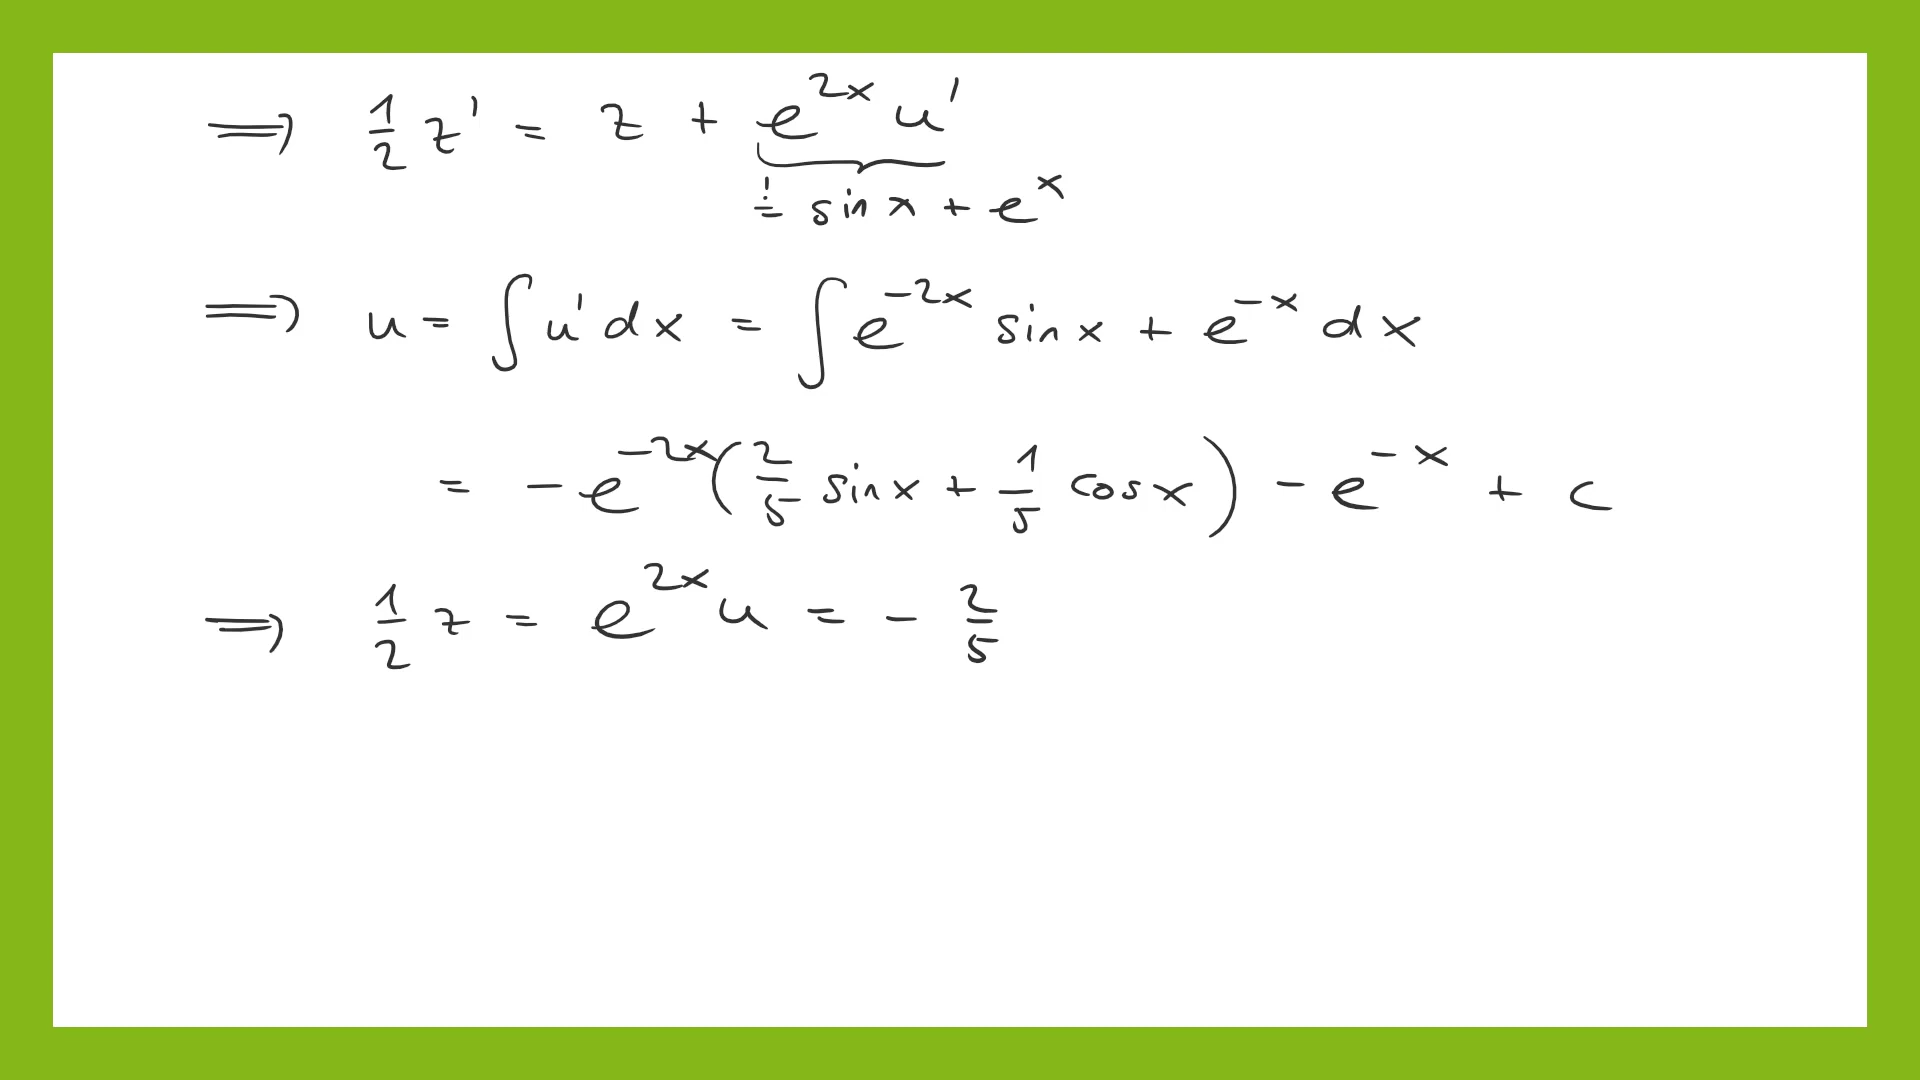 ⟹ 1/2 z' = z + e^{2x} u'
=! sin x + e^x
⟹ u = ∫ u' dx = ∫ e^{-2x} sin x + e^{-x} dx
= -e^{-2x} (2/5 sin x + 1/5 cos x) - e^{-x} + c
⟹ 1/2 z = e^{2x} u = - 2/5